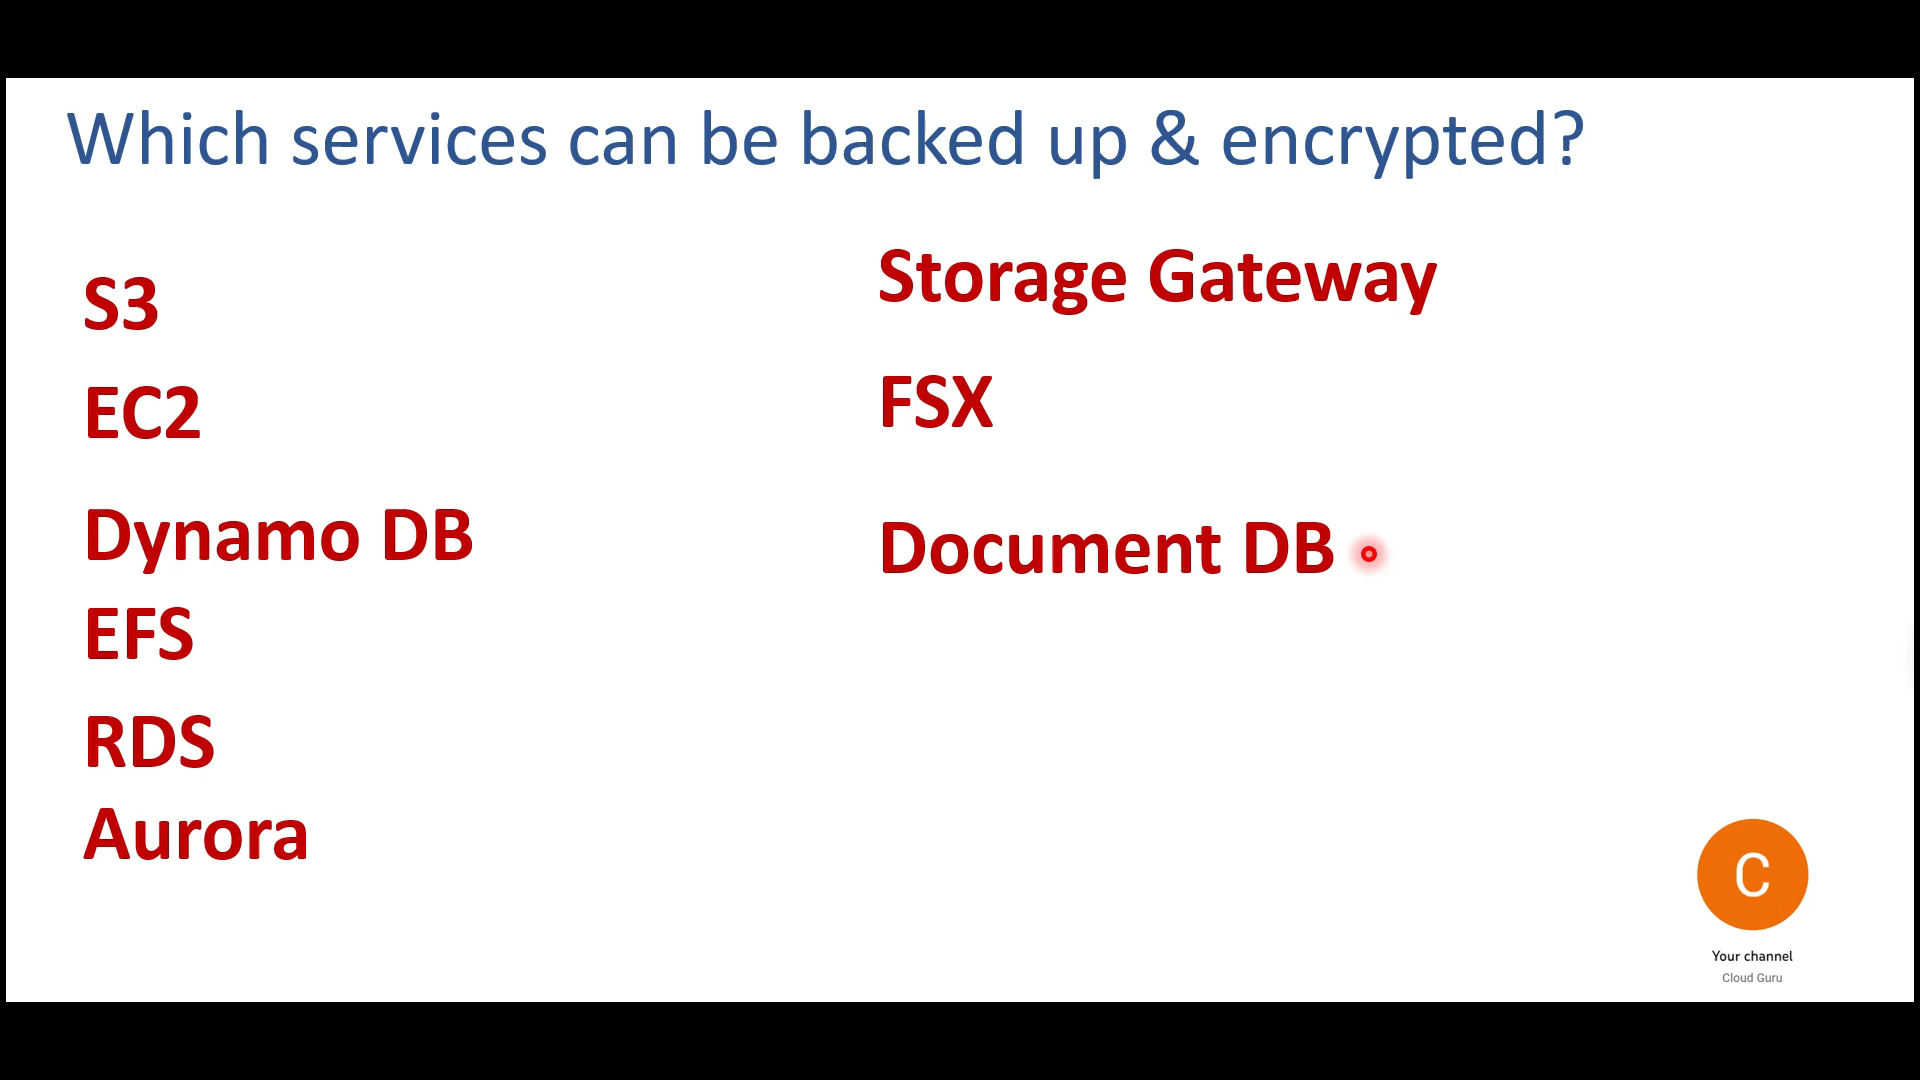 Which services can be backed up & encrypted?
S3
EC2
Dynamo DB
EFS
RDS
Aurora
Storage Gateway
FSX
Document DB
C
Your channel
Cloud Guru